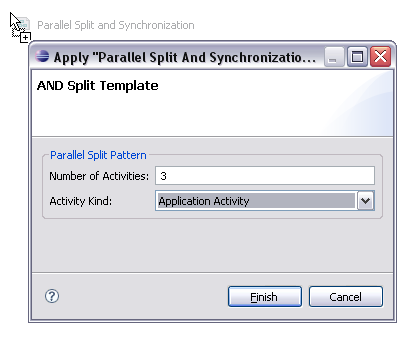 Parallel Split and Synchronization
Apply "Parallel Split And Synchronizatio...
AND Split Template
Parallel Split Pattern
Number of Activities: 3
Activity Kind: Application Activity
?
Finish Cancel